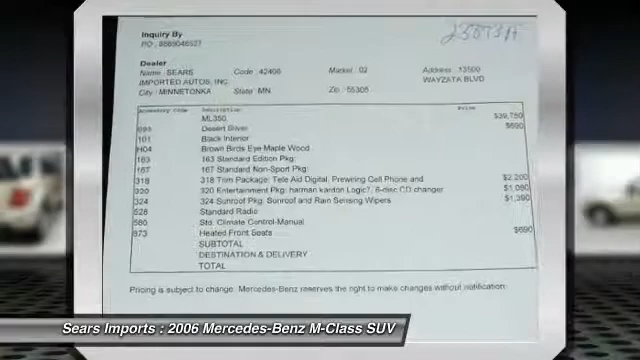 Inquiry By
Dealer
Name : SEARS Code : 42406 Market : 02 Address : 13500
IMPORTED AUTOS, INC WAYZATA BLVD
City : MINNETONKA State : MN Zip : 55305
Description Price
ML350 $39,750
Desert Silver $690
101 Black Interior
H04 Brown Birds Eye Maple Wood
163 163 Standard Edition Pkg:
16T 16T Standard Non-Sport Pkg:
318 318 Trim Package: Tele Aid Digital, Prewiring Cell Phone and $2,200
320 320 Entertainment Pkg: harman kardon Logic7, 6-disc CD changer $1,080
324 324 Sunroof Pkg: Sunroof and Rain Sensing Wipers $1,390
528 Standard Radio
580 Std. Climate Control-Manual
873 Heated Front Seats $690
SUBTOTAL
DESTINATION & DELIVERY
TOTAL
Pricing is subject to change. Mercedes-Benz reserves the right to make changes without notification.
Sears Imports : 2006 Mercedes-Benz M-Class SUV